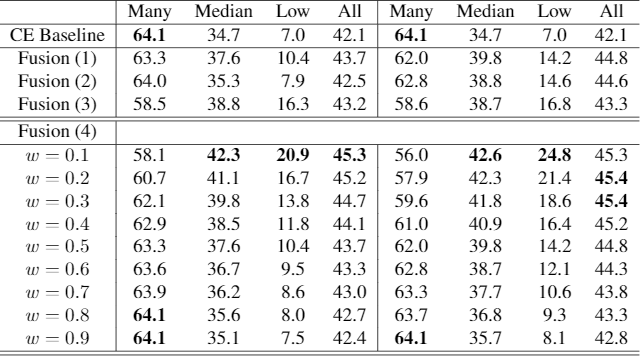 Many Median Low All Many Median Low All
CE Baseline 64.1 34.7 7.0 42.1 64.1 34.7 7.0 42.1
Fusion (1) 63.3 37.6 10.4 43.7 62.0 39.8 14.2 44.8
Fusion (2) 64.0 35.3 7.9 42.5 62.8 38.8 14.6 44.6
Fusion (3) 58.5 38.8 16.3 43.2 58.6 38.7 16.8 43.3
Fusion (4)
w = 0.1 58.1 42.3 20.9 45.3 56.0 42.6 24.8 45.3
w = 0.2 60.7 41.1 16.7 45.2 57.9 42.3 21.4 45.4
w = 0.3 62.1 39.8 13.8 44.7 59.6 41.8 18.6 45.4
w = 0.4 62.9 38.5 11.8 44.1 61.0 40.9 16.4 45.2
w = 0.5 63.3 37.6 10.4 43.7 62.0 39.8 14.2 44.8
w = 0.6 63.6 36.7 9.5 43.3 62.8 38.7 12.1 44.3
w = 0.7 63.9 36.2 8.6 43.0 63.3 37.7 10.6 43.8
w = 0.8 64.1 35.6 8.0 42.7 63.7 36.8 9.3 43.3
w = 0.9 64.1 35.1 7.5 42.4 64.1 35.7 8.1 42.8